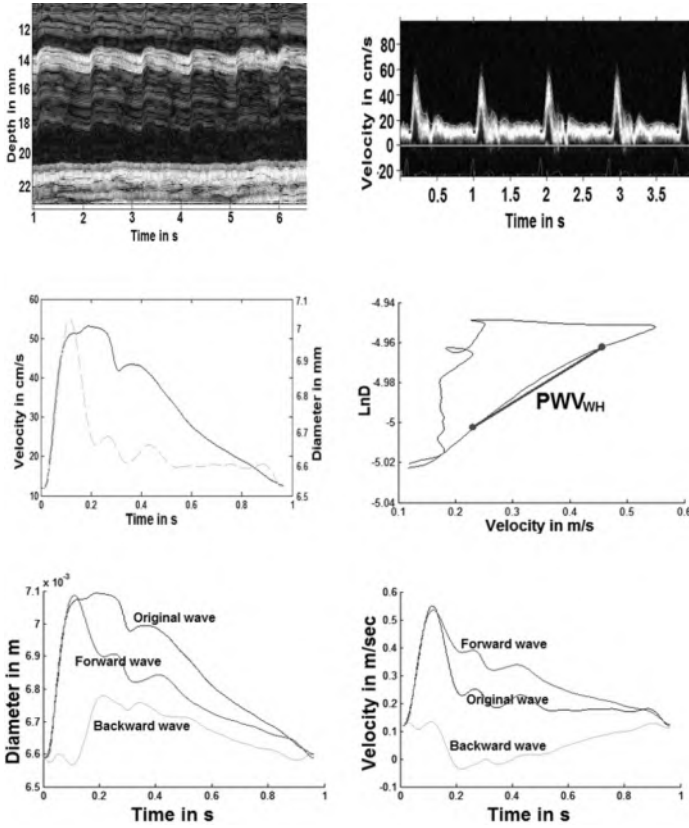 12
14
16
18
20
22
Depth in mm
1 2 3 4 5 6
Time in s
80
60
40
20
0
-20
Velocity in cm/s
0.5 1 1.5 2 2.5 3 3.5
Time in s
60
50
40
30
20
10
Velocity in cm/s
7.1
7
6.9
6.8
6.7
6.6
6.5
Diameter in mm
0 0.2 0.4 0.6 0.8 1
Time in s
-4.94
-4.96
-4.98
-5
-5.02
-5.04
LnD
PWVWH
0.1 0.2 0.3 0.4 0.5 0.6
Velocity in m/s
x 10-3
7.1
7
6.9
6.8
6.7
6.6
6.5
Diameter in m
Original wave
Forward wave
Backward wave
0 0.2 0.4 0.6 0.8 1
Time in s
0.6
0.5
0.4
0.3
0.2
0.1
0
-0.1
Velocity in m/sec
Forward wave
Original wave
Backward wave
0 0.2 0.4 0.6 0.8 1
Time in s